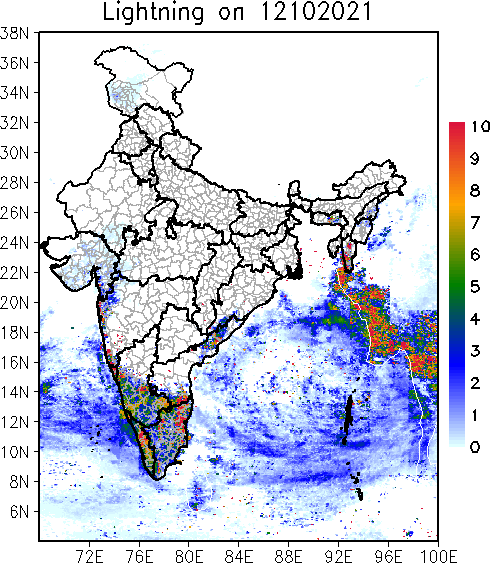 Lightning on 12102021
38N
36N
34N
32N
30N
28N
26N
24N
22N
20N
18N
16N
14N
12N
10N
8N
6N
10
9
8
7
6
5
4
3
2
1
0
72E 76E 80E 84E 88E 92E 96E 100E